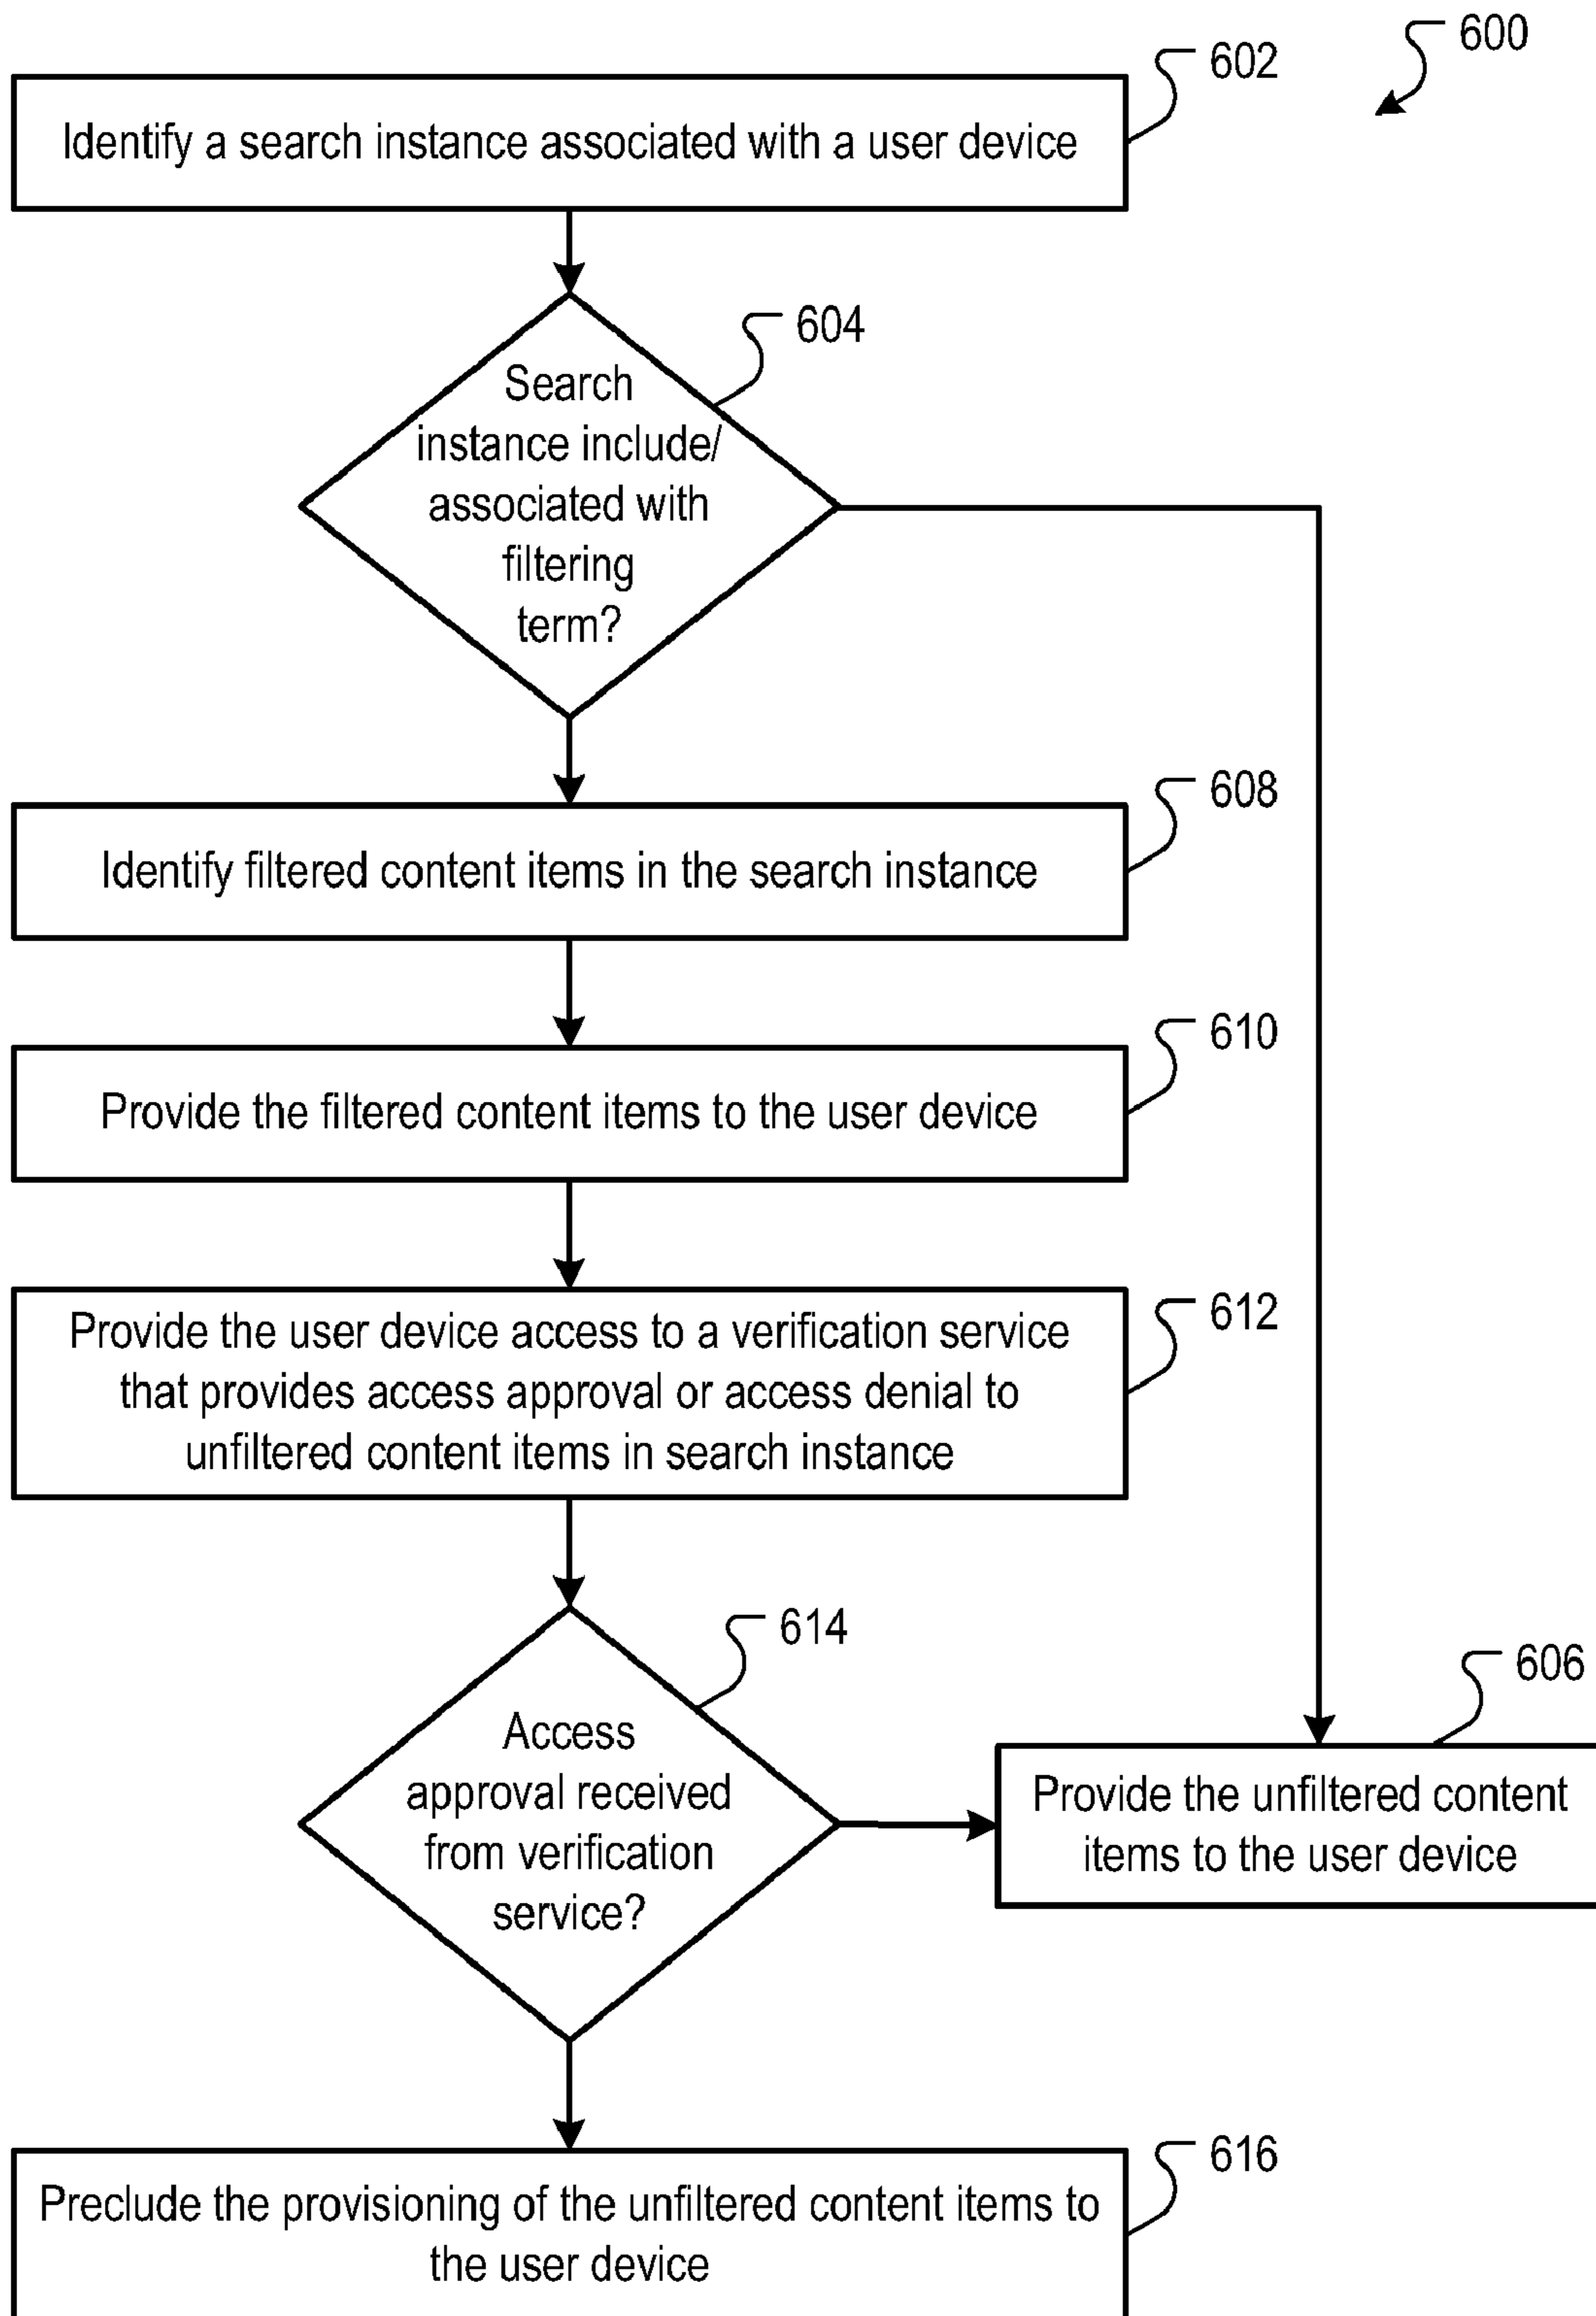 600
602
Identify a search instance associated with a user device
604
Search
instance include/
associated with
filtering
term?
608
Identify filtered content items in the search instance
610
Provide the filtered content items to the user device
612
Provide the user device access to a verification service
that provides access approval or access denial to
unfiltered content items in search instance
614
Access
approval received
from verification
service?
606
Provide the unfiltered content
items to the user device
616
Preclude the provisioning of the unfiltered content items to
the user device